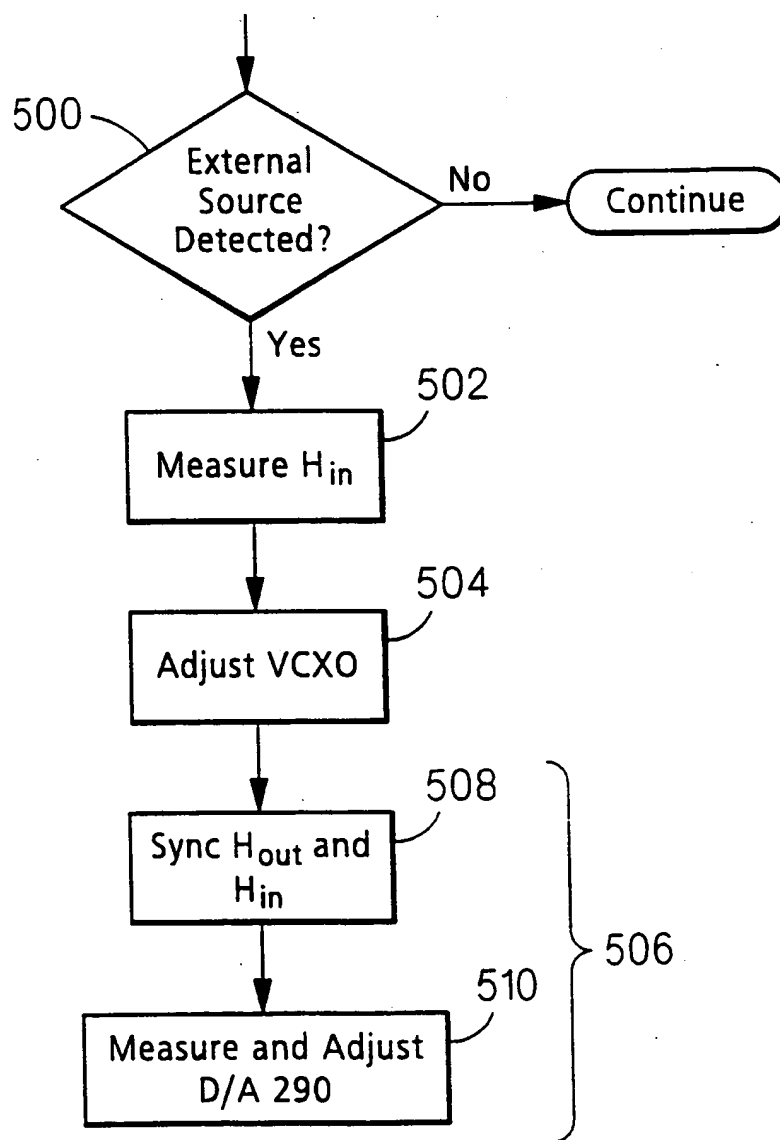 500
External
Source
Detected?
No
Continue
Yes
502
Measure H_in
504
Adjust VCXO
508
Sync H_out and
H_in
506
510
Measure and Adjust
D/A 290